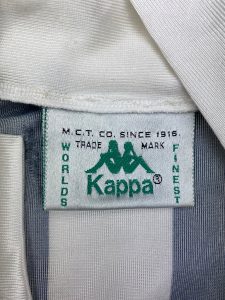 M.C.T. CO. SINCE 1916.
TRADE MARK
WORLDS
FINEST
Kappa®